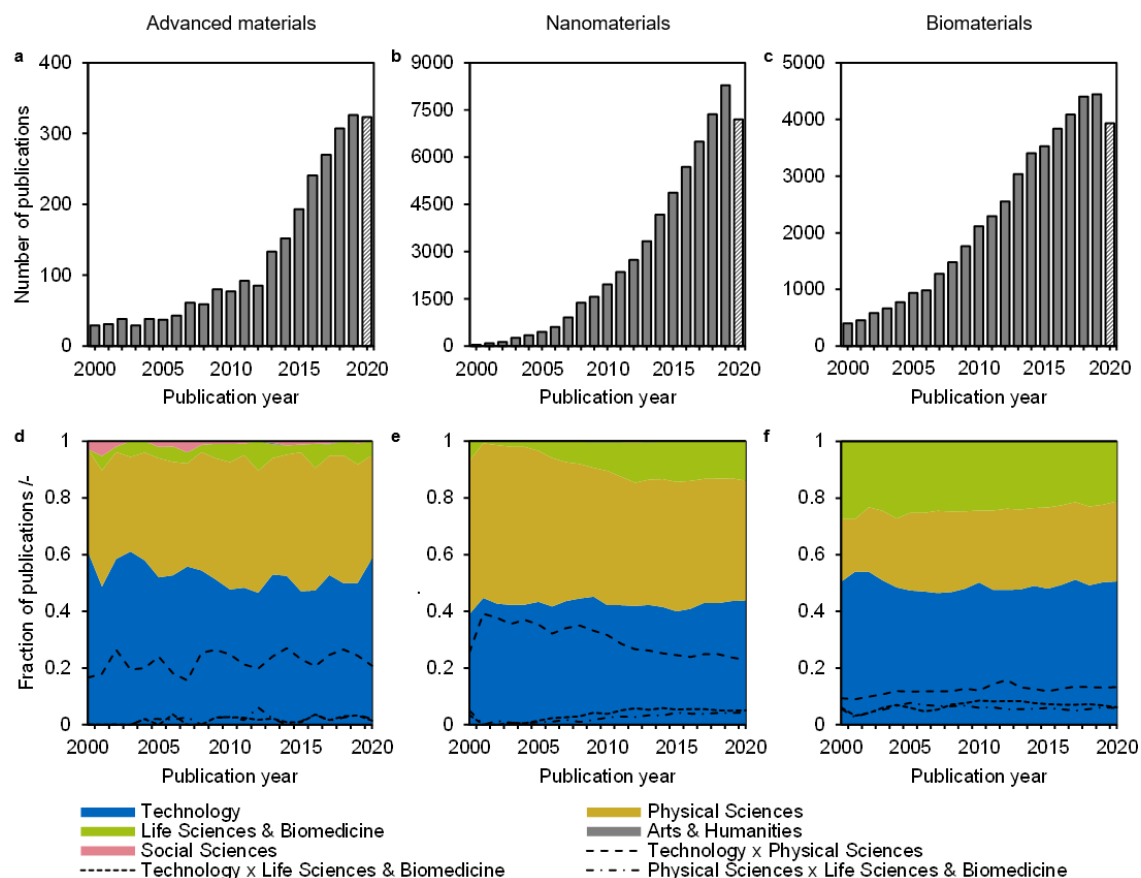 Advanced materials
Nanomaterials
Biomaterials
a
b
c
400
300
200
100
0
9000
7500
6000
4500
3000
1500
0
5000
4000
3000
2000
1000
0
Number of publications
2000 2005 2010 2015 2020
2000 2005 2010 2015 2020
2000 2005 2010 2015 2020
Publication year
Publication year
Publication year
d
e
f
1
0.8
0.6
0.4
0.2
0
1
0.8
0.6
0.4
0.2
0
1
0.8
0.6
0.4
0.2
0
Fraction of publications /-
2000 2005 2010 2015 2020
2000 2005 2010 2015 2020
2000 2005 2010 2015 2020
Publication year
Publication year
Publication year
Technology
Physical Sciences
Life Sciences & Biomedicine
Arts & Humanities
Social Sciences
Technology x Physical Sciences
Technology x Life Sciences & Biomedicine
Physical Sciences x Life Sciences & Biomedicine